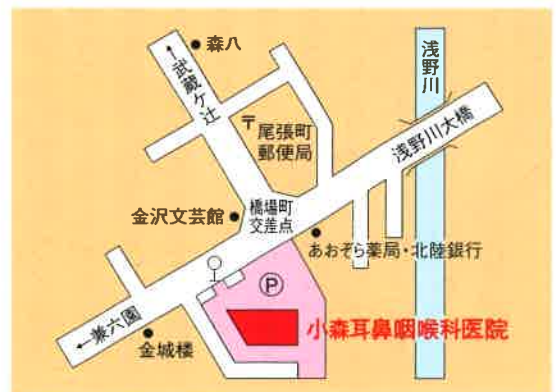 森八
←武蔵ヶ辻
浅野川
〒
尾張町
郵便局
浅野川大橋
金沢文芸館
橋場町
交差点
あおぞら薬局・北陸銀行
P
小森耳鼻咽喉科医院
←兼六園
金城楼